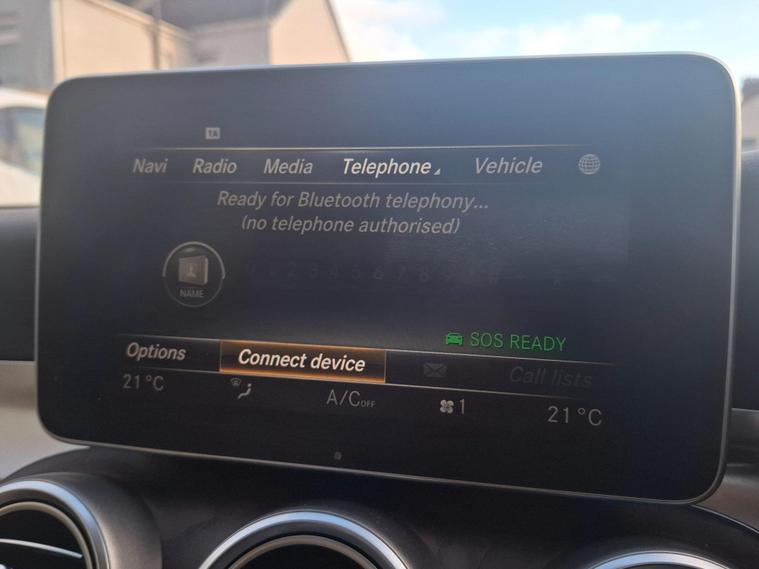 TA
Navi Radio Media Telephone Vehicle
Ready for Bluetooth telephony...
(no telephone authorised)
NAME
SOS READY
Options Connect device Call lists
21°C A/C OFF 1 21°C